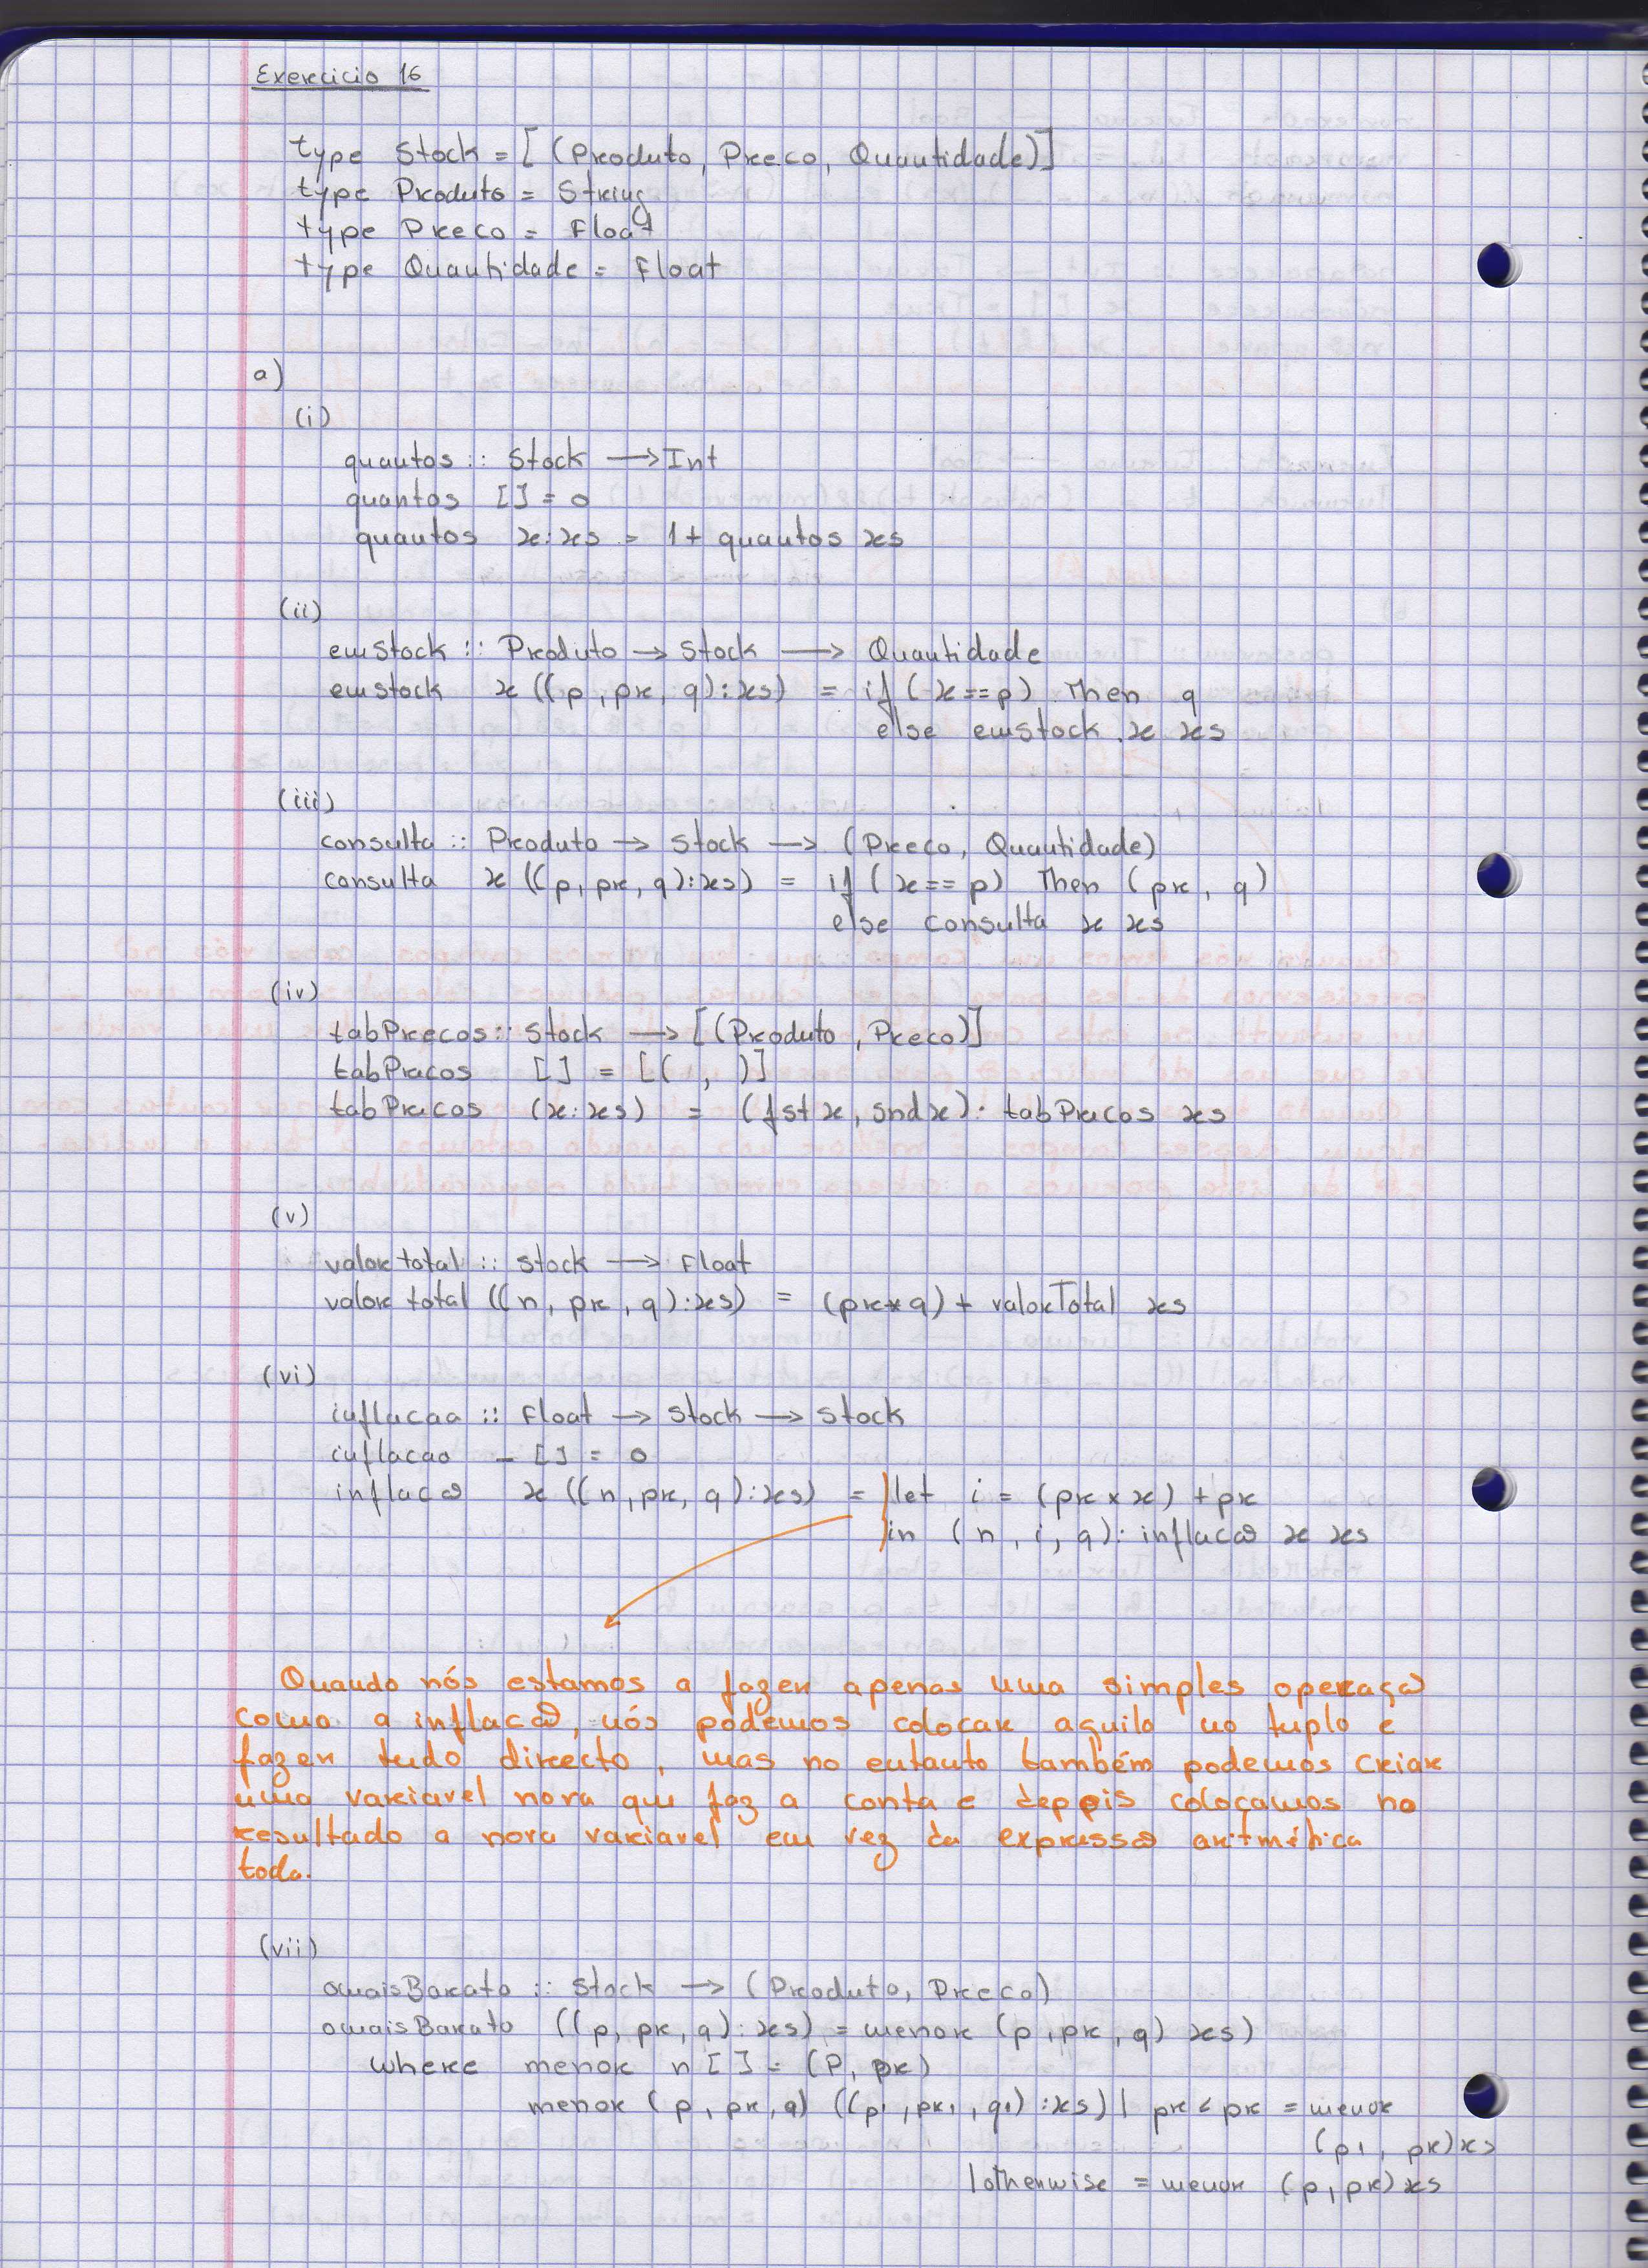 Exercicio 16
type Stock = [(Produto, Preco, Quantidade)]
type Produto = String
type Preco = Float
type Quantidade = Float
a)
(i)
quantos :: Stock → Int
quantos [] = 0
quantos x:xs = 1 + quantos xs
(ii)
emStock :: Produto → Stock → Quantidade
emstock x ((p, pr, q):xs) = if (x==p) Then q
else emstock x xs
(iii)
consulta :: Produto → Stock → (Preco, Quantidade)
consulta x ((p, pr, q):xs) = if (x==p) Then (pr, q)
else consulta x xs
(iv)
tabPrecos :: Stock → [(Produto, Preco)]
tabPrecos [] = [( , )]
tabPrecos (x:xs) = (fst x, snd x) : tabPrecos xs
(v)
valor total :: Stock → Float
valor total ((n, pr, q):xs) = (pr*q) + valorTotal xs
(vi)
inflacao :: Float → Stock → Stock
inflacao _ [] = 0
inflacao x ((n, pr, q):xs) = let i = (pr*x) + pr
in (n, i, q) : inflacao x xs
Quando nós estamos a fazer apenas uma simples operação
como a inflacao, nós podemos colocar aquilo no tuplo e
fazer tudo directo, mas no entanto também podemos criar
uma variavel nova que faz a conta e depois colocamos no
resultado a nova variavel em vez da expressao aritmética
toda.
(vii)
omaisBarato :: Stock → (Produto, Preco)
omaisBarato ((p, pr, q):xs) = menor (p, pr, q) xs)
where menor n [] = (P, pr)
menor (p, pr, q) ((p1, pr1, q1):xs) | pr < pr = menor
(p1, pr) xs
|otherwise = menor (p, pr) xs